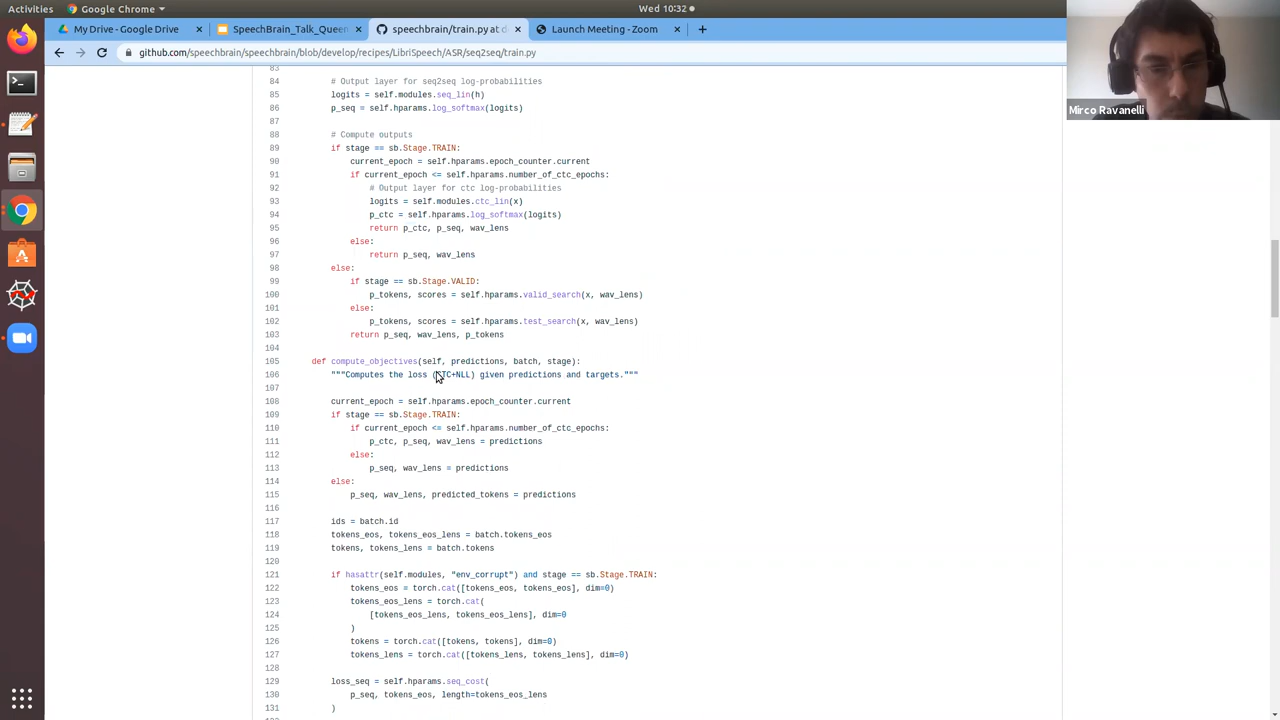 Activities
Google Chrome
Wed 10:32
My Drive - Google Drive
SpeechBrain_Talk_Queen
speechbrain/train.py at d
Launch Meeting - Zoom
github.com/speechbrain/speechbrain/blob/develop/recipes/LibriSpeech/ASR/seq2seq/train.py
Mirco Ravanelli
83
84 # Output layer for seq2seq log-probabilities
85 logits = self.modules.seq_lin(h)
86 p_seq = self.hparams.log_softmax(logits)
87
88 # Compute outputs
89 if stage == sb.Stage.TRAIN:
90 current_epoch = self.hparams.epoch_counter.current
91 if current_epoch <= self.hparams.number_of_ctc_epochs:
92 # Output layer for ctc log-probabilities
93 logits = self.modules.ctc_lin(x)
94 p_ctc = self.hparams.log_softmax(logits)
95 return p_ctc, p_seq, wav_lens
96 else:
97 return p_seq, wav_lens
98 else:
99 if stage == sb.Stage.VALID:
100 p_tokens, scores = self.hparams.valid_search(x, wav_lens)
101 else:
102 p_tokens, scores = self.hparams.test_search(x, wav_lens)
103 return p_seq, wav_lens, p_tokens
104
105 def compute_objectives(self, predictions, batch, stage):
106 """Computes the loss (CTC+NLL) given predictions and targets."""
107
108 current_epoch = self.hparams.epoch_counter.current
109 if stage == sb.Stage.TRAIN:
110 if current_epoch <= self.hparams.number_of_ctc_epochs:
111 p_ctc, p_seq, wav_lens = predictions
112 else:
113 p_seq, wav_lens = predictions
114 else:
115 p_seq, wav_lens, predicted_tokens = predictions
116
117 ids = batch.id
118 tokens_eos, tokens_eos_lens = batch.tokens_eos
119 tokens, tokens_lens = batch.tokens
120
121 if hasattr(self.modules, "env_corrupt") and stage == sb.Stage.TRAIN:
122 tokens_eos = torch.cat([tokens_eos, tokens_eos], dim=0)
123 tokens_eos_lens = torch.cat(
124 [tokens_eos_lens, tokens_eos_lens], dim=0
125 )
126 tokens = torch.cat([tokens, tokens], dim=0)
127 tokens_lens = torch.cat([tokens_lens, tokens_lens], dim=0)
128
129 loss_seq = self.hparams.seq_cost(
130 p_seq, tokens_eos, length=tokens_eos_lens
131 )